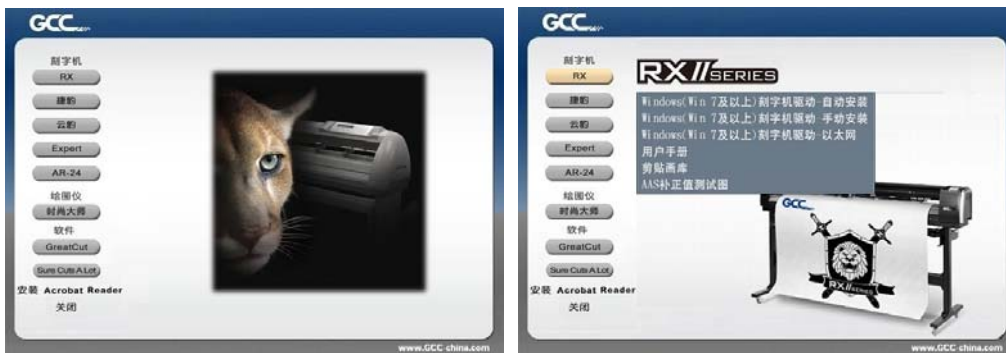 GCC
刻字机
RX
捷豹
云豹
Expert
AR-24
绘图仪
时尚大师
软件
GreatCut
Sure Cuts A Lot
安装 Acrobat Reader
关闭
www.GCC-china.com
GCC
刻字机
RX
捷豹
云豹
Expert
AR-24
绘图仪
时尚大师
软件
GreatCut
Sure Cuts A Lot
安装 Acrobat Reader
关闭
RX II SERIES
Windows(Win 7及以上)刻字机驱动-自动安装
Windows(Win 7及以上)刻字机驱动-手动安装
Windows(Win 7及以上)刻字机驱动-以太网
用户手册
剪贴画库
AAS补正值测试图
GCC
RX II SERIES
www.GCC-china.com